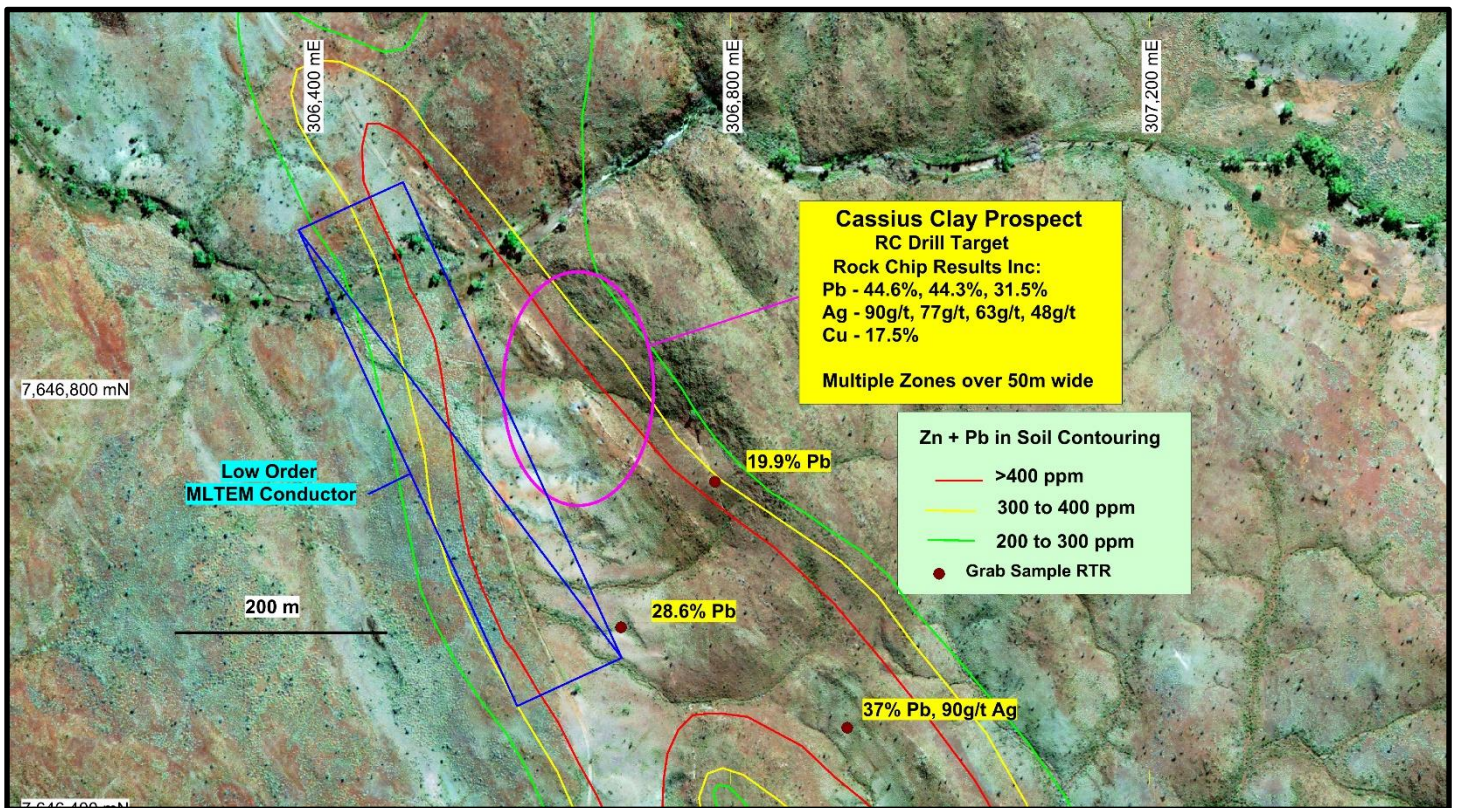 306,400 mE
306,800 mE
307,200 mE
Cassius Clay Prospect
RC Drill Target
Rock Chip Results Inc:
Pb - 44.6%, 44.3%, 31.5%
Ag - 90g/t, 77g/t, 63g/t, 48g/t
Cu - 17.5%
Multiple Zones over 50m wide
7,646,800 mN
Zn + Pb in Soil Contouring
>400 ppm
300 to 400 ppm
200 to 300 ppm
Grab Sample RTR
19.9% Pb
Low Order
MLTEM Conductor
200 m
28.6% Pb
37% Pb, 90g/t Ag
7,646,400 mN